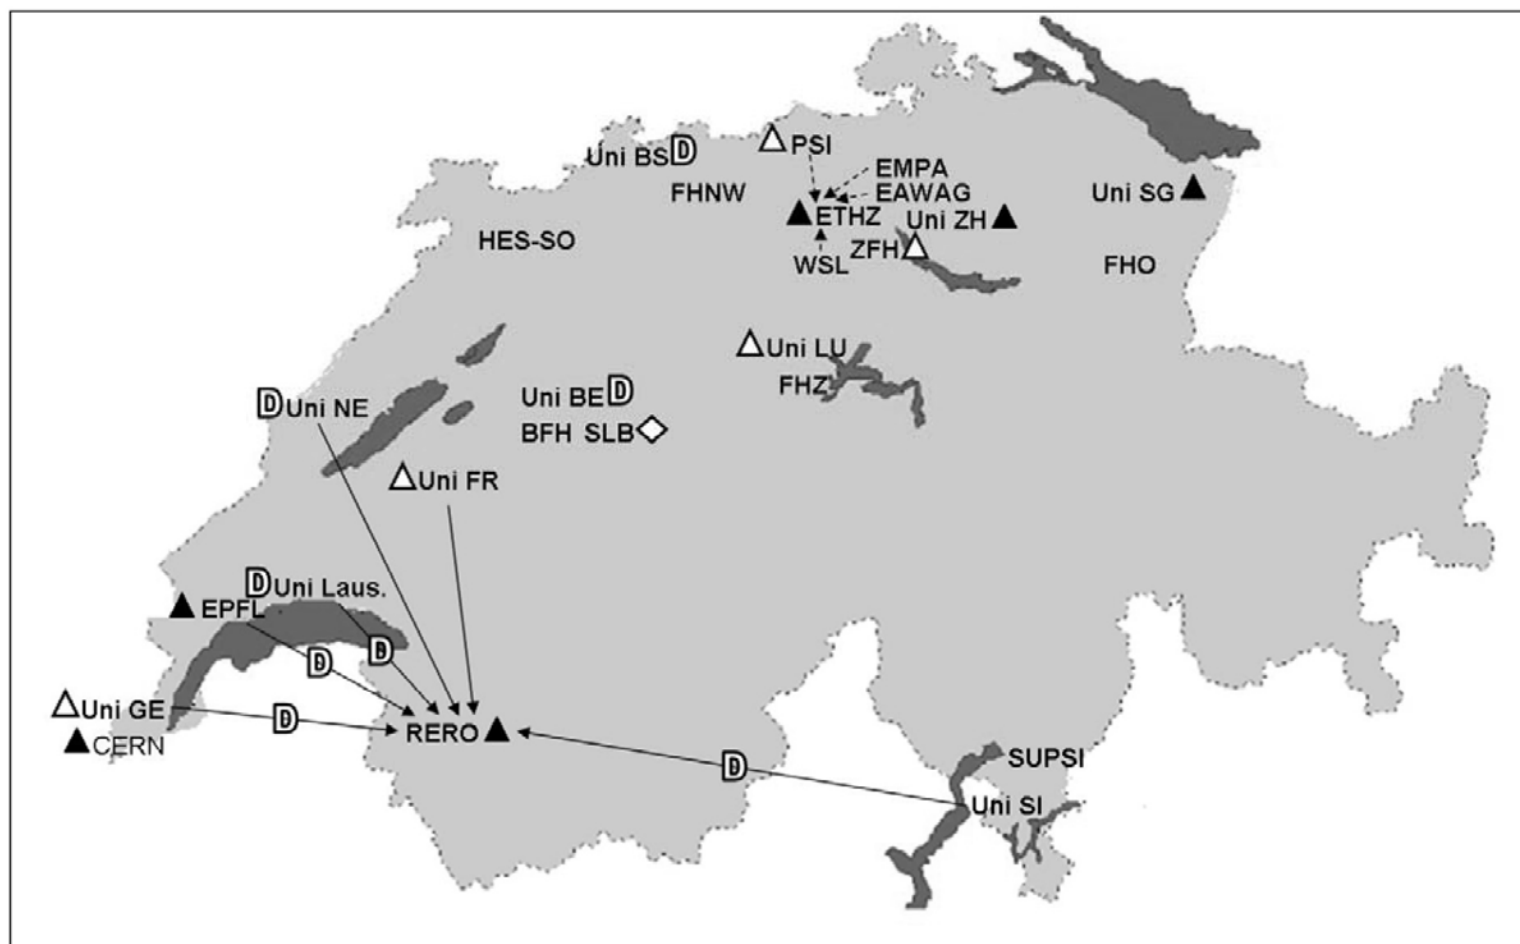 Uni BS D
PSI
EMPA
FHNW
EAWAG
Uni SG
ETHZ
Uni ZH
HES-SO
ZFH
WSL
FHO
Uni LU
FHZ
Uni BE D
D Uni NE
BFH SLB
Uni FR
D Uni Laus.
EPFL
D
D
Uni GE
D
RERO
CERN
D
SUPSI
Uni SI